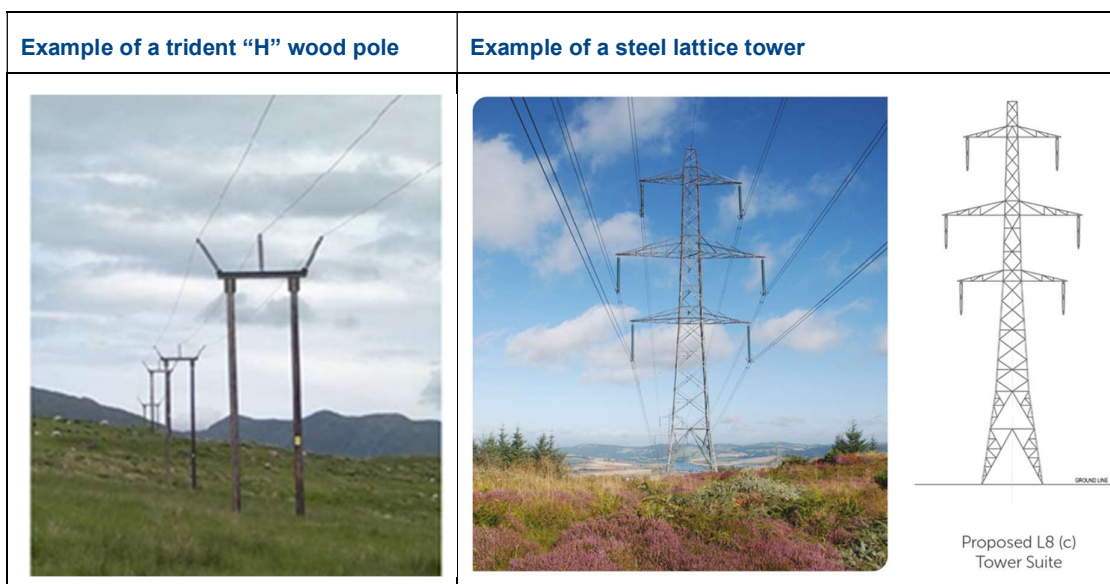 Example of a trident “H” wood pole
Example of a steel lattice tower
GROUND LINE
Proposed L8 (c)
Tower Suite